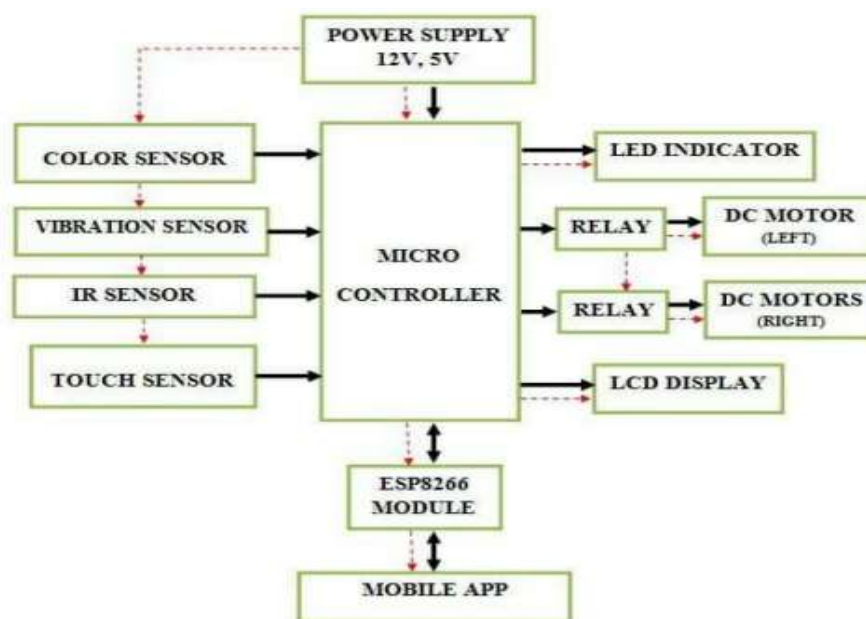 POWER SUPPLY
12V, 5V
COLOR SENSOR
VIBRATION SENSOR
IR SENSOR
TOUCH SENSOR
MICRO
CONTROLLER
LED INDICATOR
RELAY
DC MOTOR
(LEFT)
RELAY
DC MOTORS
(RIGHT)
LCD DISPLAY
ESP8266
MODULE
MOBILE APP